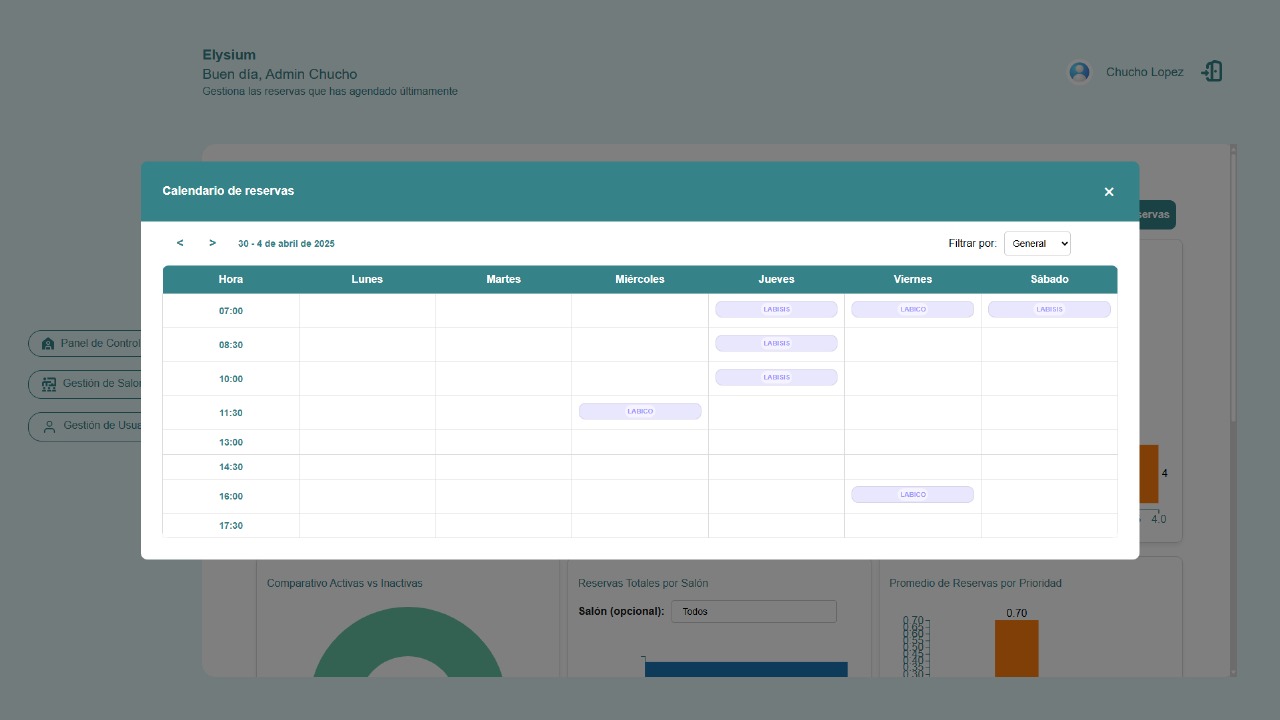 Elysium
Buen día, Admin Chucho
Gestiona las reservas que has agendado últimamente
Chucho Lopez
Calendario de reservas
×
servas
< > 30 - 4 de abril de 2025
Filtrar por: General
Hora Lunes Martes Miércoles Jueves Viernes Sábado
07:00 LABISIS LABICO LABISIS
08:30 LABISIS
10:00 LABISIS
11:30 LABICO
13:00
14:30
16:00 LABICO
17:30
Panel de Control
Gestión de Salo
Gestión de Usua
4
4.0
Comparativo Activas vs Inactivas
Reservas Totales por Salón
Salón (opcional): Todos
Promedio de Reservas por Prioridad
0.70
0.70
0.65
0.60
0.55
0.50
0.45
0.40
0.35
0.30